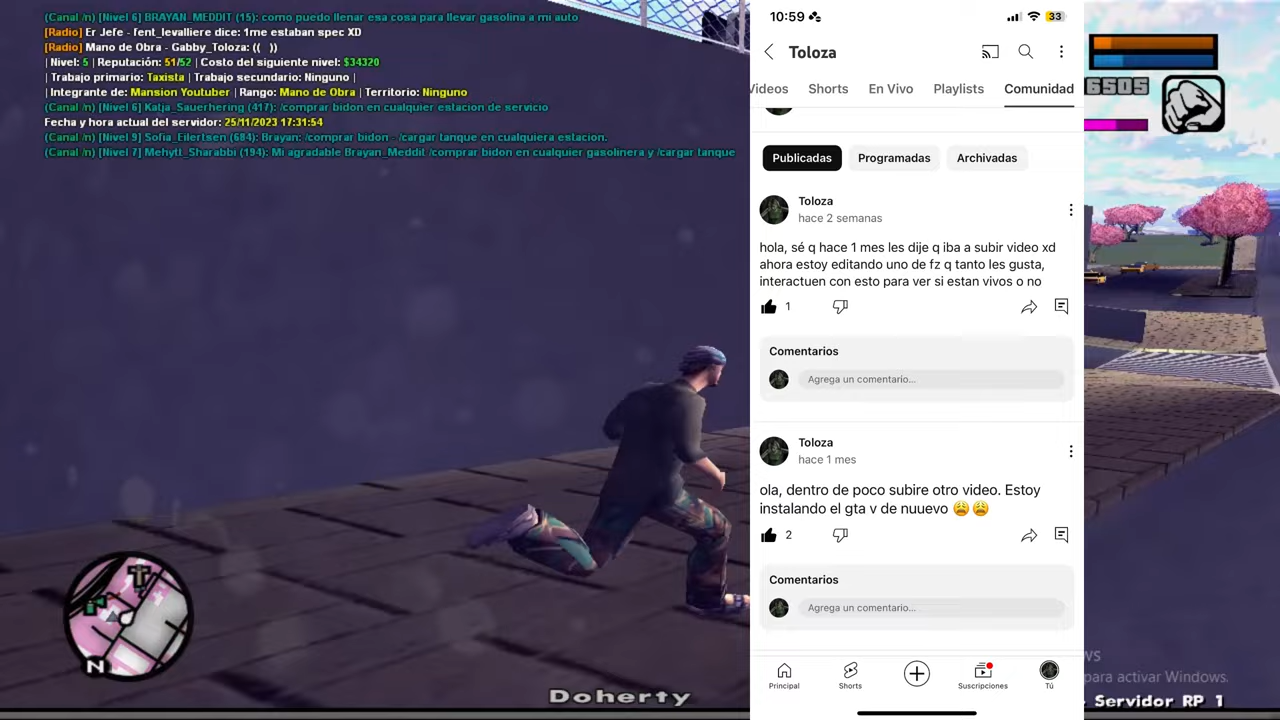 (Canal /n) [Nivel 6] BRAYAN_MEDDIT (15): como puedo llenar esa cosa para llevar gasolina a mi auto
[Radio] Er Jefe - l'ent_levalliere dice: 1me estaban spec XD
[Radio] Mano de Obra - Gabby_Toloza: (( ))
| Nivel: 5 | Repución: 51/52 | Costo del siguiente nivel: $34320
| Trabajo primario: Taxista | Trabajo secundario: Ninguno |
| Integrante de: Mansion Youtuber | Rango: Mano de Obra | Territorio: Ninguno
(Canal /n) [Nivel 6] Katja_Sauerhering (417): /comprar bidon en cualquier estacion de servicio
Fecha y hora actual del servidor: 25/11/2023 17:31:54
(Canal /n) [Nivel 9] Sofia_Eilertsen (684): Brayan: /comprar bidon - /cargar tanque en cualquiera estacion.
(Canal /n) [Nivel 7] Mehytt_Sharabbi (194): Mi agradable Brayan_Meddit /comprar bidon en cualquier gasolinera y /cargar tanque
N
Doherty
10:59
33
Toloza
Videos Shorts En Vivo Playlists Comunidad
Publicadas Programadas Archivadas
Toloza
hace 2 semanas
hola, sé q hace 1 mes les dije q iba a subir video xd
ahora estoy editando uno de fz q tanto les gusta,
interactuen con esto para ver si estan vivos o no
1
Comentarios
Agrega un comentario...
Toloza
hace 1 mes
ola, dentro de poco subire otro video. Estoy
instalando el gta v de nuuevo 😩😩
2
Comentarios
Agrega un comentario...
Principal Shorts Suscripciones Tú
6505
para activar Windows.
Servidor RP 1